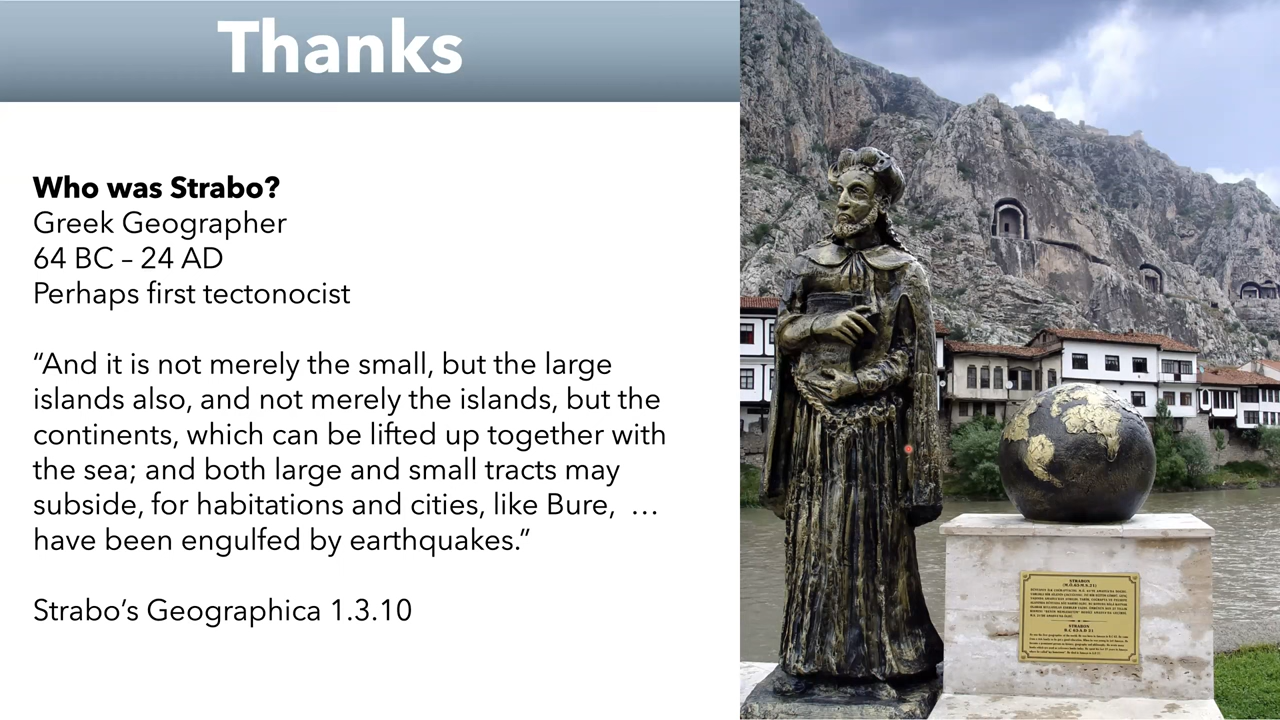 Thanks
Who was Strabo?
Greek Geographer
64 BC – 24 AD
Perhaps first tectonocist
“And it is not merely the small, but the large
islands also, and not merely the islands, but the
continents, which can be lifted up together with
the sea; and both large and small tracts may
subside, for habitations and cities, like Bure,  …
have been engulfed by earthquakes.”
Strabo’s Geographica 1.3.10
STRABON
STRABON